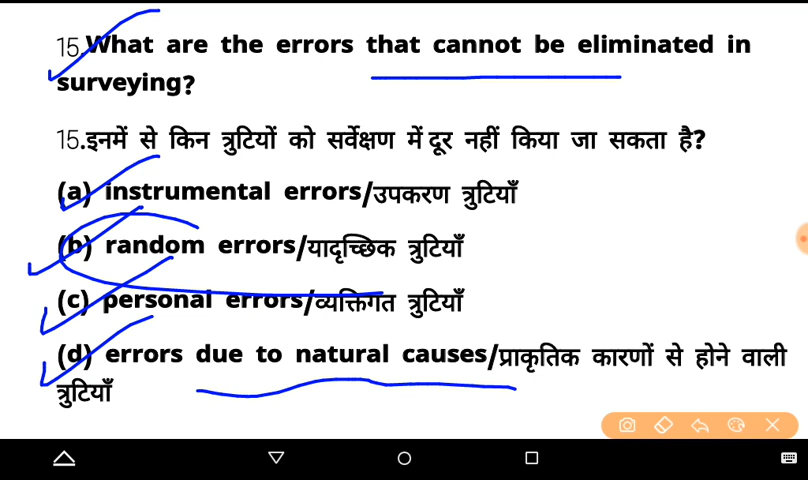 15.What are the errors that cannot be eliminated in
surveying?
15.इनमें से किन त्रुटियों को सर्वेक्षण में दूर नहीं किया जा सकता है?
(a) instrumental errors/उपकरण त्रुटियाँ
(b) random errors/यादृच्छिक त्रुटियाँ
(c) personal errors/व्यक्तिगत त्रुटियाँ
(d) errors due to natural causes/प्राकृतिक कारणों से होने वाली
त्रुटियाँ